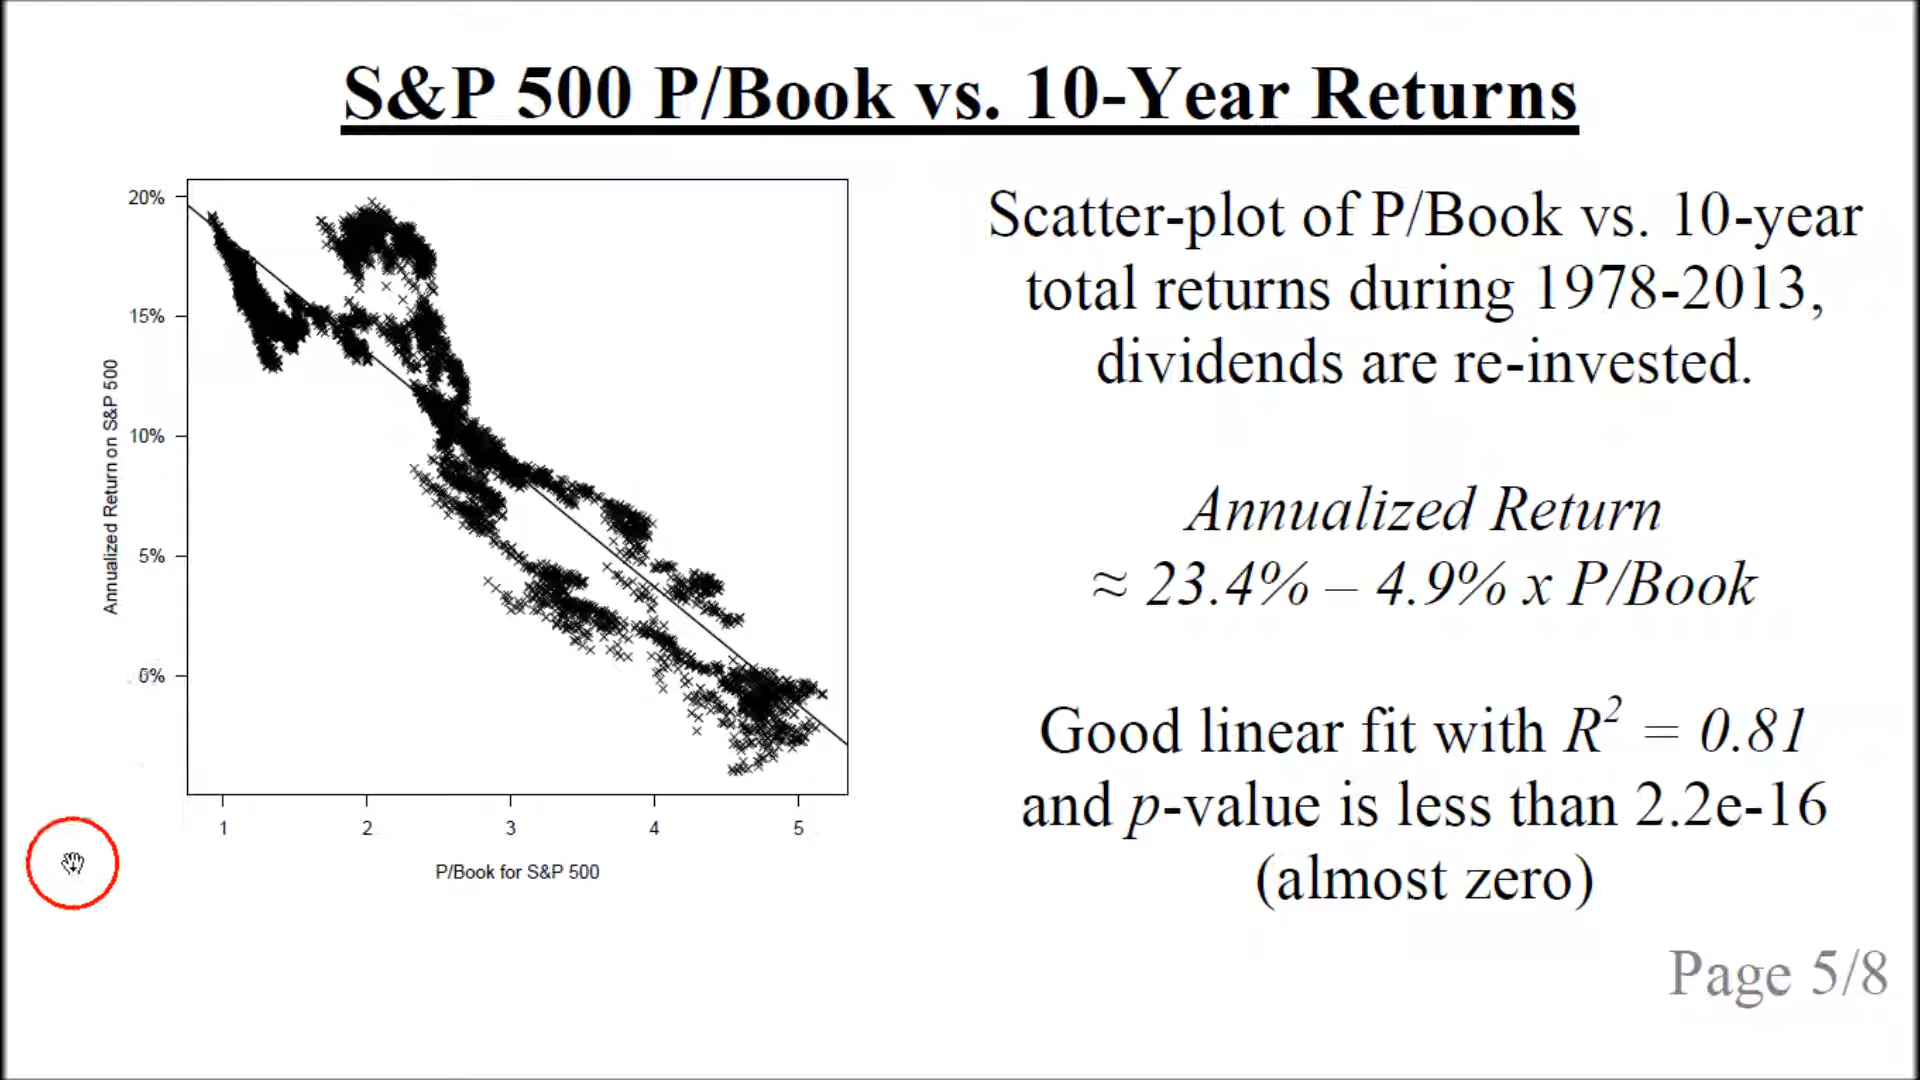 S&P 500 P/Book vs. 10-Year Returns
20%
15%
10%
5%
0%
Annualized Return on S&P 500
1 2 3 4 5
P/Book for S&P 500
Scatter-plot of P/Book vs. 10-year
total returns during 1978-2013,
dividends are re-invested.
Annualized Return
≈ 23.4% – 4.9% x P/Book
Good linear fit with R² = 0.81
and p-value is less than 2.2e-16
(almost zero)
Page 5/8